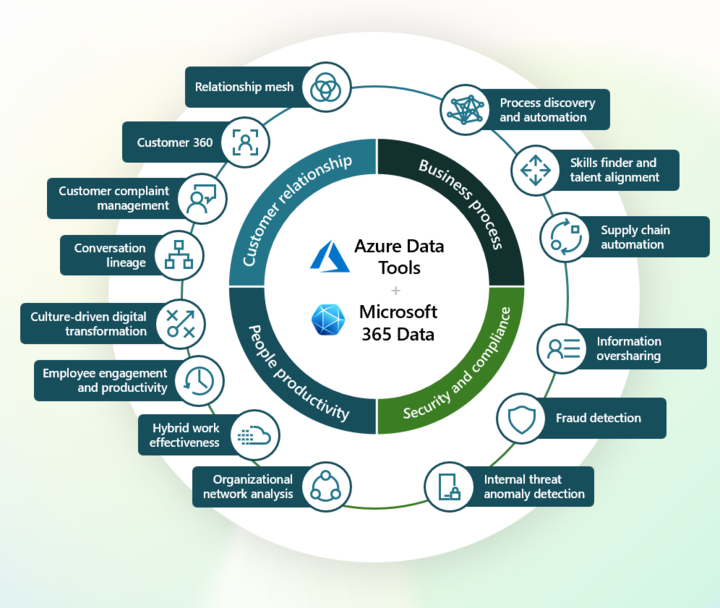 Relationship mesh
Customer 360
Customer complaint
management
Conversation
lineage
Culture-driven digital
transformation
Employee engagement
and productivity
Hybrid work
effectiveness
Organizational
network analysis
Process discovery
and automation
Skills finder and
talent alignment
Supply chain
automation
Information
oversharing
Fraud detection
Internal threat
anomaly detection
Customer relationship
Business process
People productivity
Security and compliance
Azure Data
Tools
+
Microsoft
365 Data